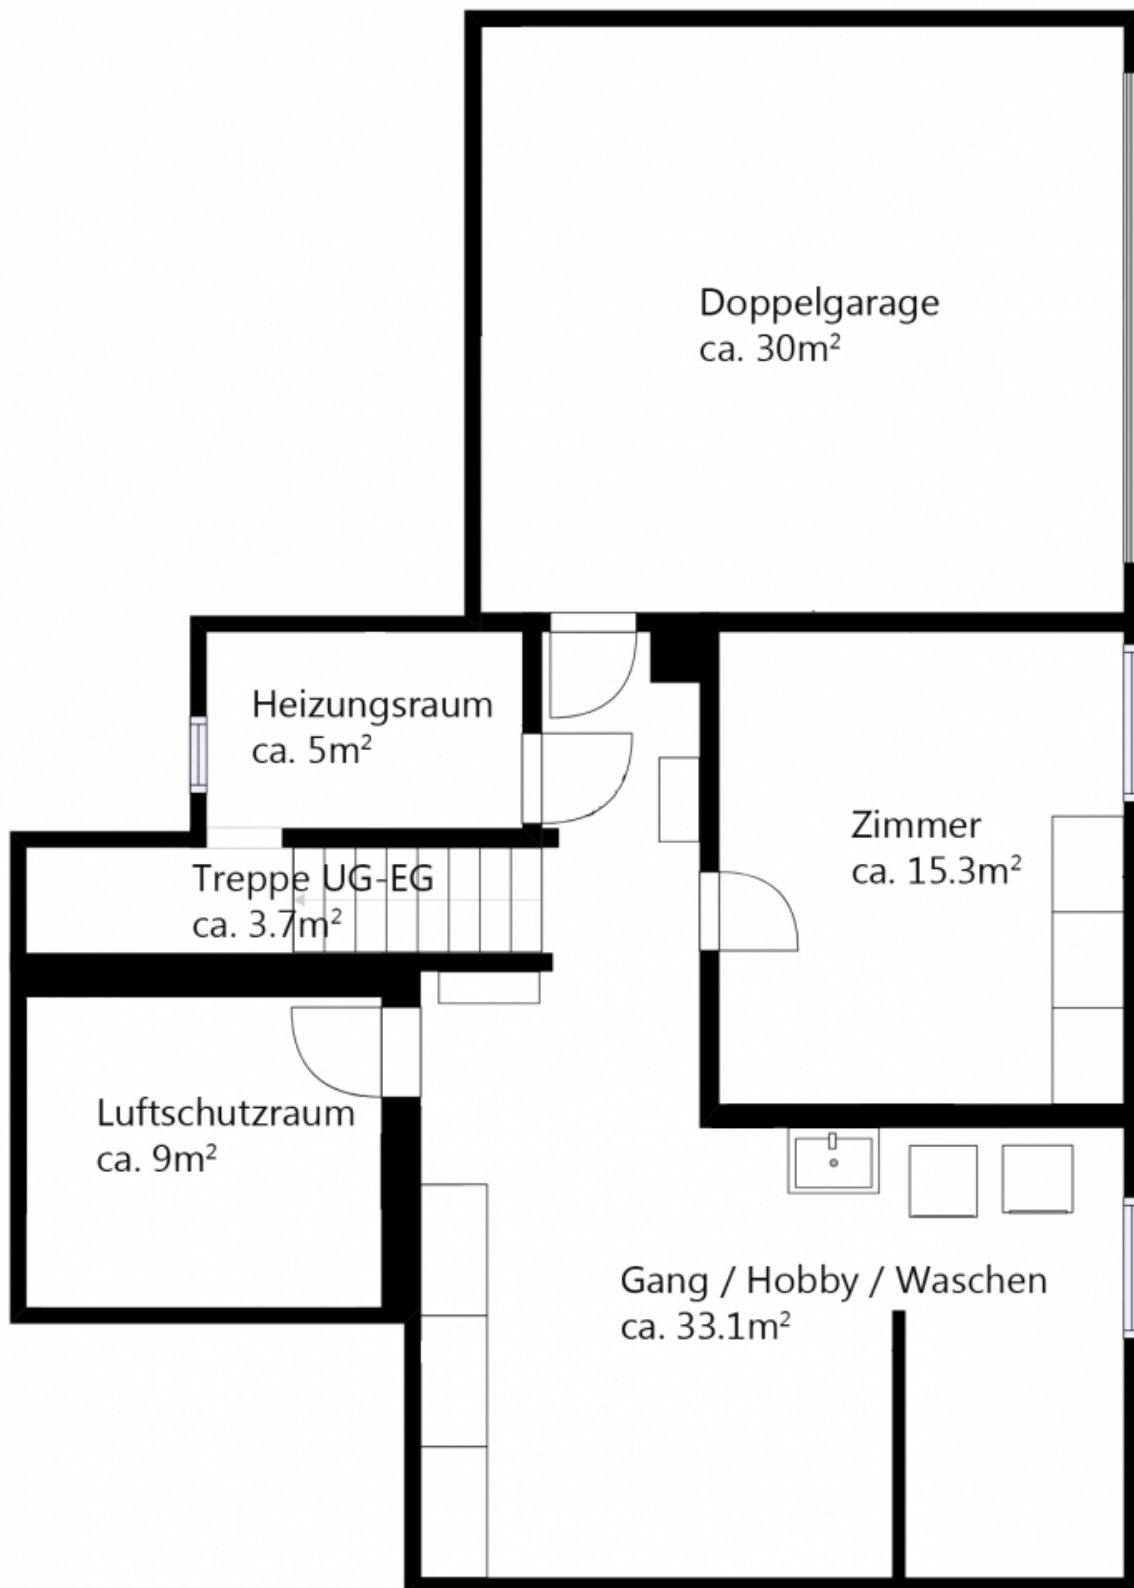 Doppelgarage
ca. 30m²
Heizungsraum
ca. 5m²
Zimmer
ca. 15.3m²
Treppe UG-EG
ca. 3.7m²
Luftschutzraum
ca. 9m²
Gang / Hobby / Waschen
ca. 33.1m²